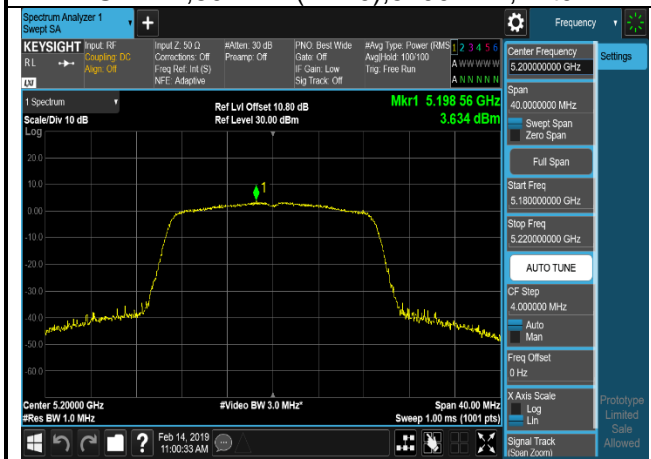 Spectrum Analyzer 1
Swept SA
Frequency
KEYSIGHT
RL
LXI
Input: RF
Coupling: DC
Align: Off
Input Z: 50 Ω
Corrections: Off
Freq Ref: Int (S)
NFE: Adaptive
#Atten: 30 dB
Preamp: Off
PNO: Best Wide
Gate: Off
IF Gain: Low
Sig Track: Off
#Avg Type: Power (RMS
Avg|Hold: 100/100
Trig: Free Run
1 2 3 4 5 6
A W W W W W
A N N N N N
1 Spectrum
Scale/Div 10 dB
Log
Ref Lvl Offset 10.80 dB
Ref Level 30.00 dBm
Mkr1 5.198 56 GHz
3.634 dBm
20.0
10.0
0.00
-10.0
-20.0
-30.0
-40.0
-50.0
-60.0
1
Center 5.20000 GHz
#Res BW 1.0 MHz
#Video BW 3.0 MHz*
Span 40.00 MHz
Sweep 1.00 ms (1001 pts)
Feb 14, 2019
11:00:33 AM
Center Frequency
5.200000000 GHz
Settings
Span
40.0000000 MHz
Swept Span
Zero Span
Full Span
Start Freq
5.180000000 GHz
Stop Freq
5.220000000 GHz
AUTO TUNE
CF Step
4.000000 MHz
Auto
Man
Freq Offset
0 Hz
X Axis Scale
Log
Lin
Signal Track
(Span Zoom)
Prototype
Limited
Sale
Allowed